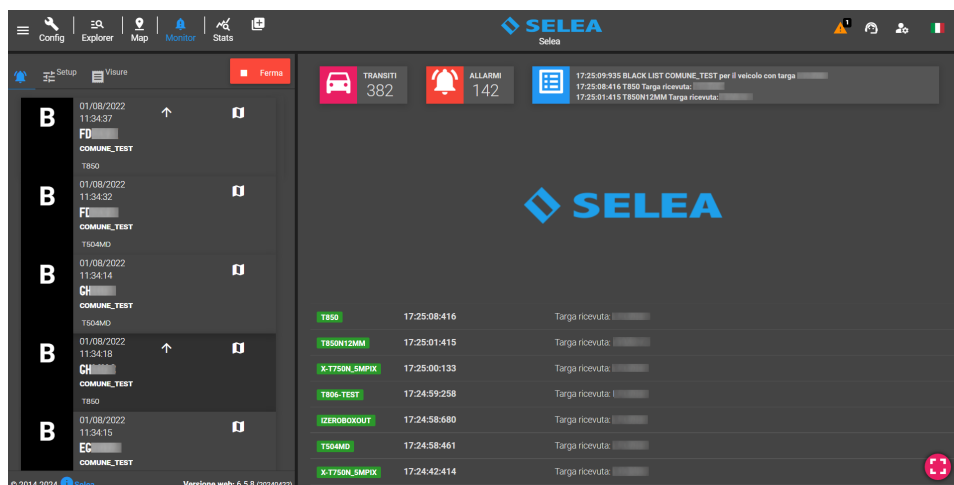 Config
Explorer
Map
Monitor
Stats
SELEA
Selea
1
Setup
Visure
Ferma
TRANSITI
382
ALLARMI
142
17:25:09:935 BLACK LIST COMUNE_TEST per il veicolo con targa
17:25:08:416 T850 Targa ricevuta:
17:25:01:415 T850N12MM Targa ricevuta:
B
01/08/2022
11:34:37
FD
COMUNE_TEST
T850
B
01/08/2022
11:34:32
COMUNE_TEST
T504MD
B
01/08/2022
11:34:14
COMUNE_TEST
T504MD
B
01/08/2022
11:34:18
COMUNE_TEST
T850
B
01/08/2022
11:34:15
COMUNE_TEST
© 2014-2024 Selea
Versione web: 6.5.8 (20240422)
SELEA
T850 17:25:08:416 Targa ricevuta:
T850N12MM 17:25:01:415 Targa ricevuta:
X-T750N_5MPIX 17:25:00:133 Targa ricevuta:
T806-TEST 17:24:59:258 Targa ricevuta:
IZEROBOXOUT 17:24:58:680 Targa ricevuta:
T504MD 17:24:58:461 Targa ricevuta:
X-T750N_5MPIX 17:24:42:414 Targa ricevuta: